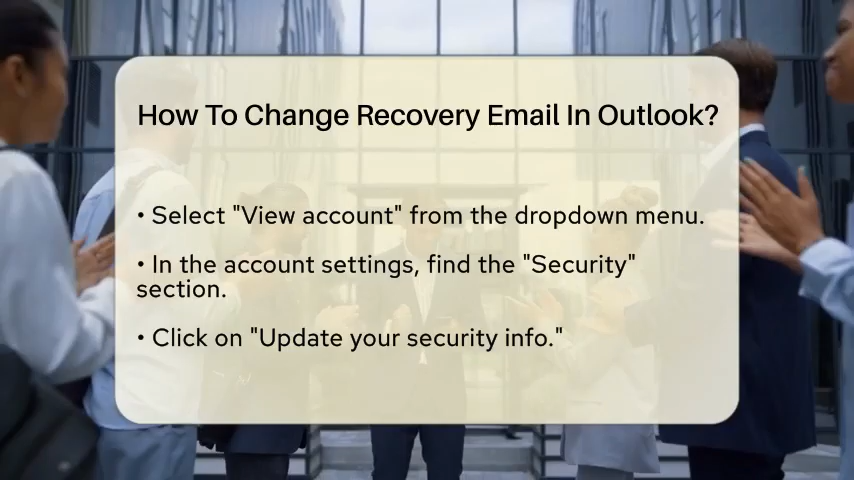 How To Change Recovery Email In Outlook?
• Select "View account" from the dropdown menu.
• In the account settings, find the "Security"
section.
• Click on "Update your security info."